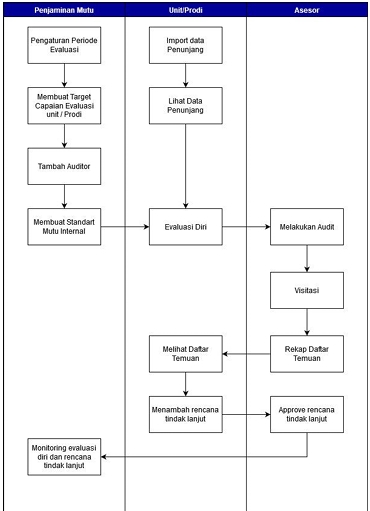 Penjaminan Mutu
Unit/Prodi
Asesor
Pengaturan Periode
Evaluasi
Import data
Penunjang
Membuat Target
Capaian Evaluasi
unit / Prodi
Lihat Data
Penunjang
Tambah Auditor
Membuat Standart
Mutu Internal
Evaluasi Diri
Melakukan Audit
Visitasi
Melihat Daftar
Temuan
Rekap Daftar
Temuan
Menambah rencana
tindak lanjut
Approve rencana
tindak lanjut
Monitoring evaluasi
diri dan rencana
tindak lanjut